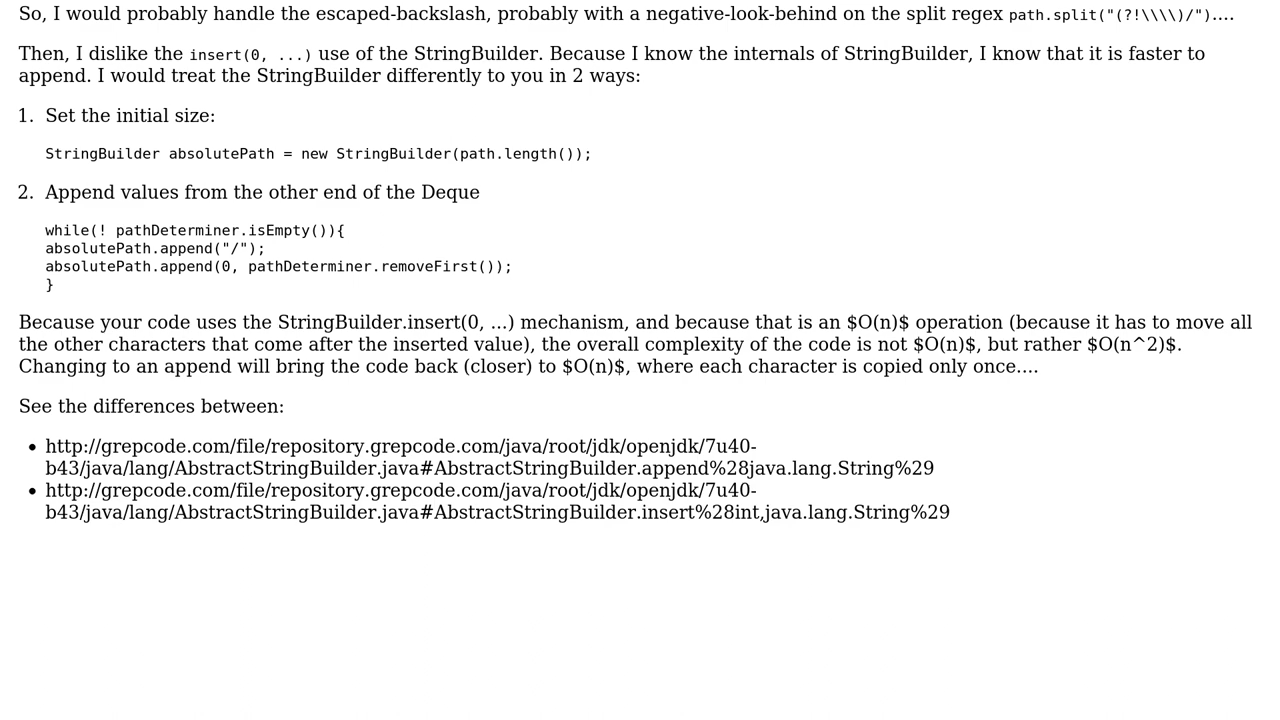 So, I would probably handle the escaped-backslash, probably with a negative-look-behind on the split regex path.split("(?!\\\\)/")....
Then, I dislike the insert(0, ...) use of the StringBuilder. Because I know the internals of StringBuilder, I know that it is faster to
append. I would treat the StringBuilder differently to you in 2 ways:
1. Set the initial size:
StringBuilder absolutePath = new StringBuilder(path.length());
2. Append values from the other end of the Deque
while(! pathDeterminer.isEmpty()){
absolutePath.append("/");
absolutePath.append(0, pathDeterminer.removeFirst());
}
Because your code uses the StringBuilder.insert(0, ...) mechanism, and because that is an $O(n)$ operation (because it has to move all
the other characters that come after the inserted value), the overall complexity of the code is not $O(n)$, but rather $O(n^2)$.
Changing to an append will bring the code back (closer) to $O(n)$, where each character is copied only once....
See the differences between:
• http://grepcode.com/file/repository.grepcode.com/java/root/jdk/openjdk/7u40-
b43/java/lang/AbstractStringBuilder.java#AbstractStringBuilder.append%28java.lang.String%29
• http://grepcode.com/file/repository.grepcode.com/java/root/jdk/openjdk/7u40-
b43/java/lang/AbstractStringBuilder.java#AbstractStringBuilder.insert%28int,java.lang.String%29